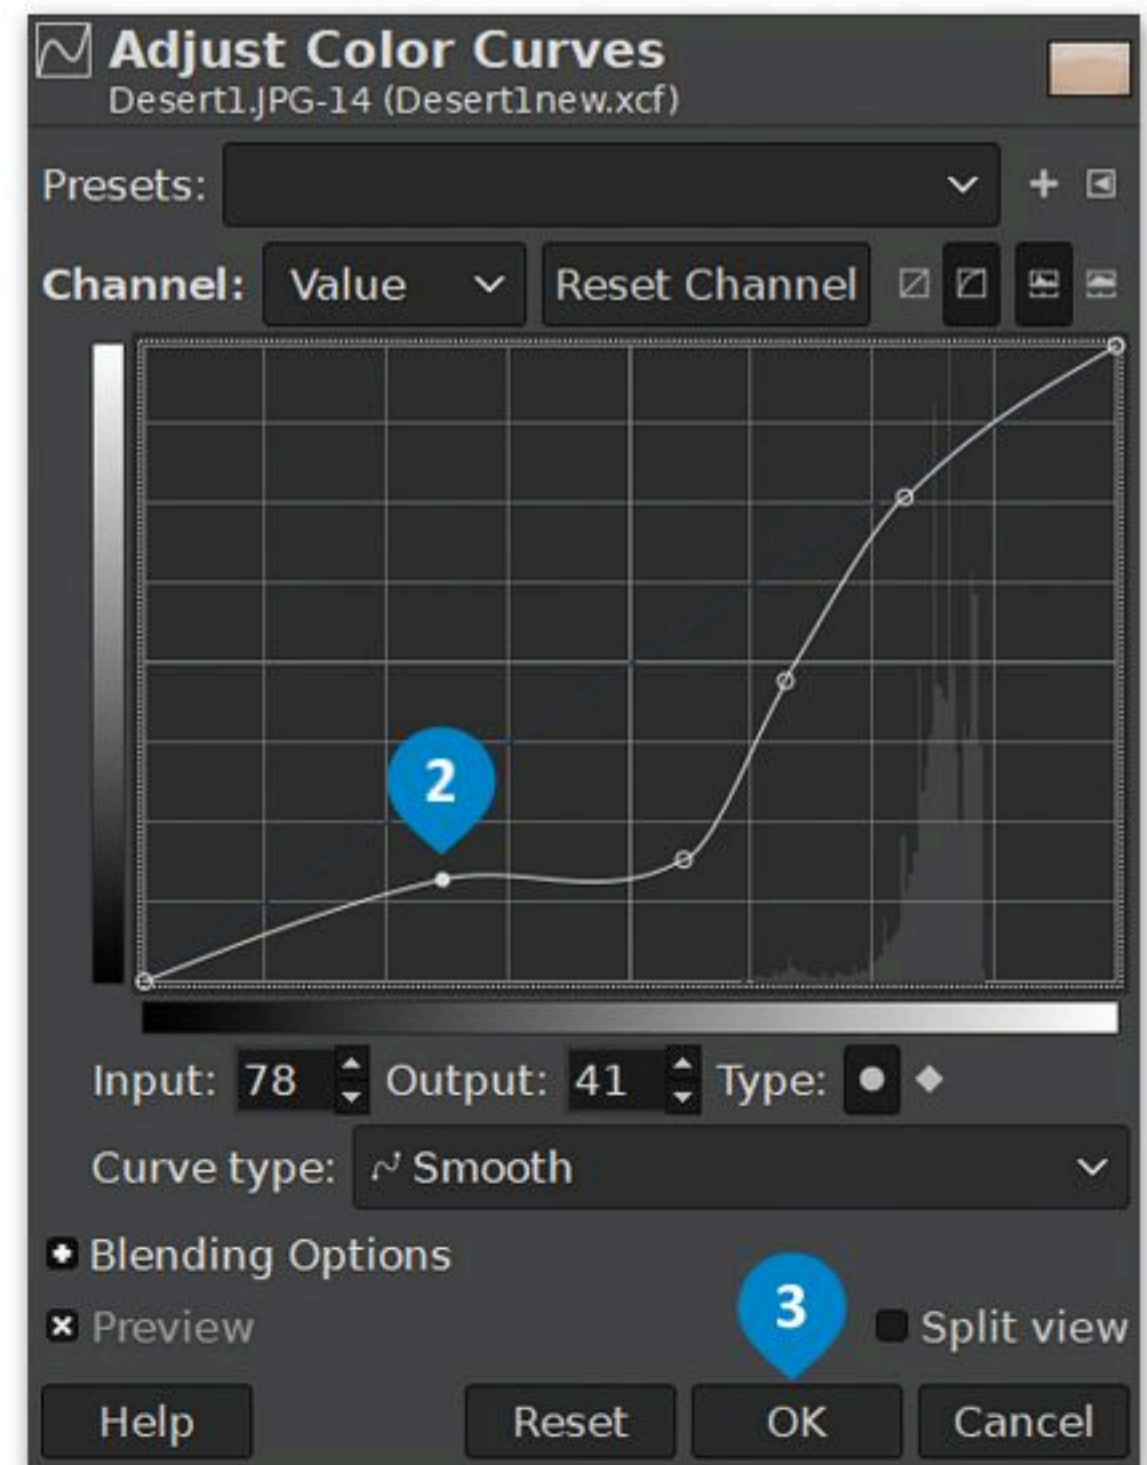 Adjust Color Curves
Desert1.JPG-14 (Desert1new.xcf)
Presets:
Channel: Value Reset Channel
2
Input: 78 Output: 41 Type:
Curve type: Smooth
Blending Options
3
Preview Split view
Help Reset OK Cancel